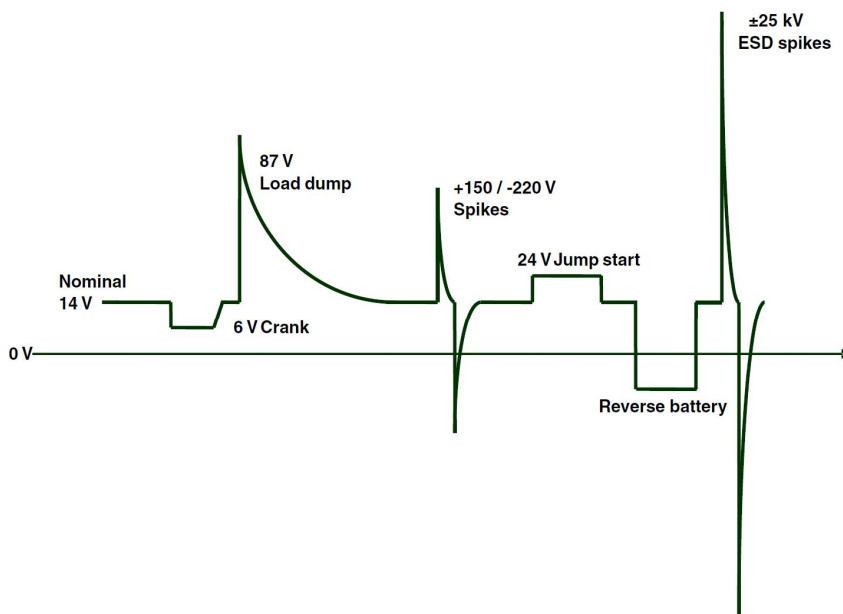 ±25 kV
ESD spikes
87 V
Load dump
+150 / -220 V
Spikes
24 V Jump start
Nominal
14 V
6 V Crank
0 V
Reverse battery